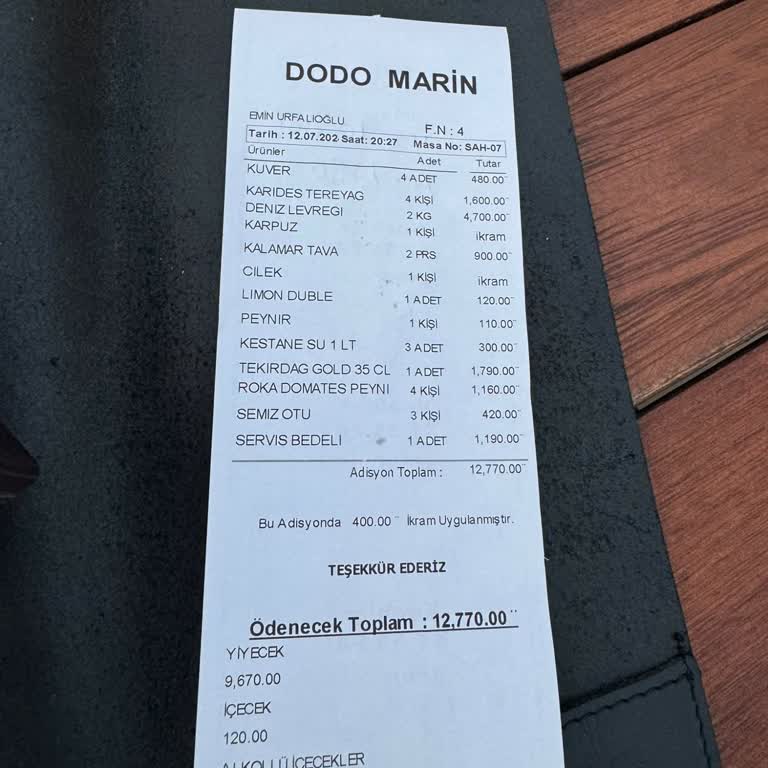 DODO MARİN
EMİN URFALIOĞLU F.N : 4
Tarih : 12.07.202 Saat: 20:27 Masa No: SAH-07
Ürünler Adet Tutar
KUVER 4 ADET 480.00
KARIDES TEREYAG 4 KİŞİ 1,600.00
DENIZ LEVREGI 2 KG 4,700.00
KARPUZ 1 KİŞİ ikram
KALAMAR TAVA 2 PRS 900.00
CILEK 1 KİŞİ ikram
LIMON DUBLE 1 ADET 120.00
PEYNIR 1 KİŞİ 110.00
KESTANE SU 1 LT 3 ADET 300.00
TEKIRDAG GOLD 35 CL 1 ADET 1,790.00
ROKA DOMATES PEYNI 4 KİŞİ 1,160.00
SEMIZ OTU 3 KİŞİ 420.00
SERVIS BEDELI 1 ADET 1,190.00
Adisyon Toplam : 12,770.00
Bu Adisyonda 400.00 İkram Uygulanmıştır.
TEŞEKKÜR EDERİZ
Ödenecek Toplam : 12,770.00
YİYECEK
9,670.00
İÇECEK
120.00
ALKOLLÜ İÇECEKLER